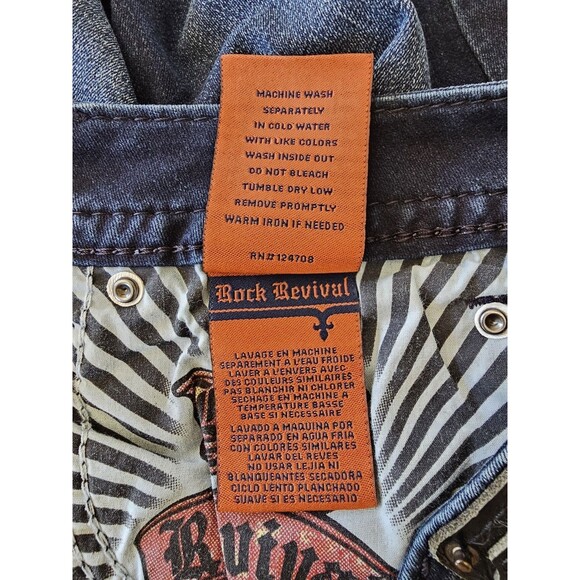 MACHINE WASH
SEPARATELY
IN COLD WATER
WITH LIKE COLORS
WASH INSIDE OUT
DO NOT BLEACH
TUMBLE DRY LOW
REMOVE PROMPTLY
WARM IRON IF NEEDED
RN# 124708
Rock Revival
LAVAGE EN MACHINE
SEPAREMENT A L'EAU FROIDE
LAVER A L'ENVERS AVEC
DES COULEURS SIMILAIRES
PAS BLANCHIR NI CHLORER
SECHAGE EN MACHINE A
TEMPERATURE BASSE
BASE SI NECESSAIRE
LAVADO A MAQUINA POR
SEPARADO EN AGUA FRIA
CON COLORES SIMILARES
LAVAR DEL REVES
NO USAR LEJIA NI
BLANQUEANTES SECADORA
CICLO LENTO PLANCHADO
SUAVE SI ES NECESARIO